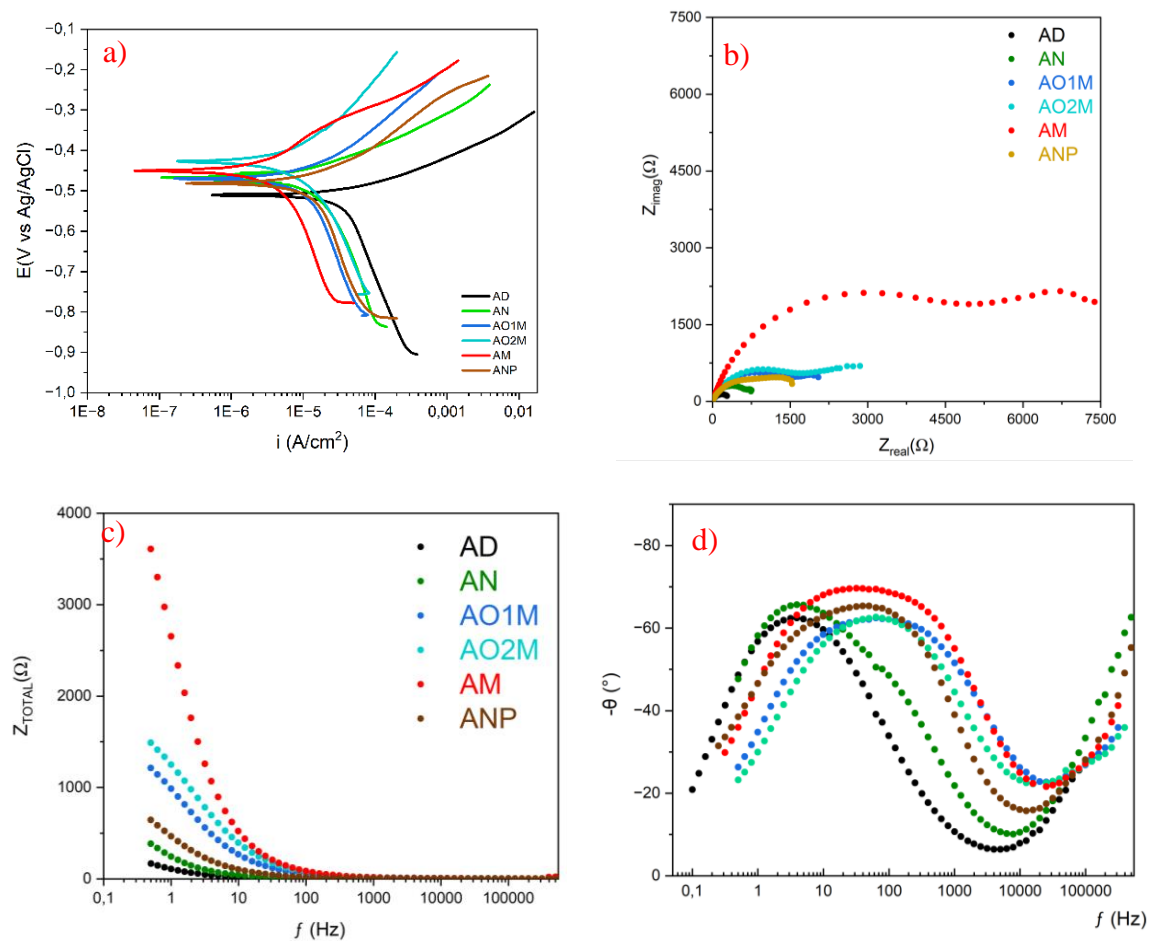 a)
−0,1
−0,2
−0,3
−0,4
−0,5
−0,6
−0,7
−0,8
−0,9
−1,0
E(V vs Ag/AgCl)
1E-8
1E-7
1E-6
1E-5
1E-4
0,001
0,01
i (A/cm²)
AD
AN
AO1M
AO2M
AM
ANP
b)
7500
6000
4500
3000
1500
0
Z_imag(Ω)
0
1500
3000
4500
6000
7500
Z_real(Ω)
AD
AN
AO1M
AO2M
AM
ANP
c)
4000
3000
2000
1000
0
Z_TOTAL(Ω)
0,1
1
10
100
1000
10000
100000
ƒ (Hz)
AD
AN
AO1M
AO2M
AM
ANP
d)
−80
−60
−40
−20
-0
-θ (°)
0,1
1
10
100
1000
10000
100000
ƒ (Hz)